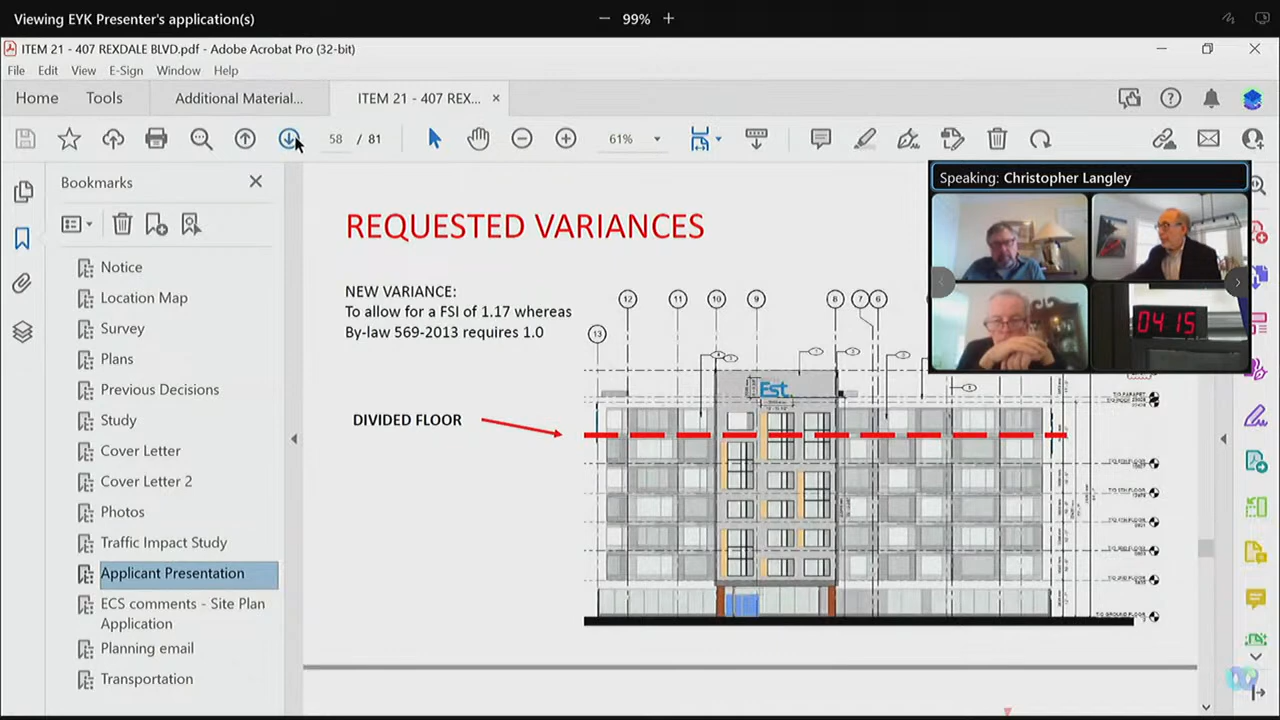 Viewing EYK Presenter's application(s)
99%
ITEM 21 - 407 REXDALE BLVD.pdf - Adobe Acrobat Pro (32-bit)
File Edit View E-Sign Window Help
Home Tools Additional Material... ITEM 21 - 407 REX...
58 / 81 61%
Speaking: Christopher Langley
04:15
Bookmarks
Notice
Location Map
Survey
Plans
Previous Decisions
Study
Cover Letter
Cover Letter 2
Photos
Traffic Impact Study
Applicant Presentation
ECS comments - Site Plan
Application
Planning email
Transportation
REQUESTED VARIANCES
NEW VARIANCE:
To allow for a FSI of 1.17 whereas
By-law 569-2013 requires 1.0
13 12 11 10 9 8 7 6
Est.
DIVIDED FLOOR